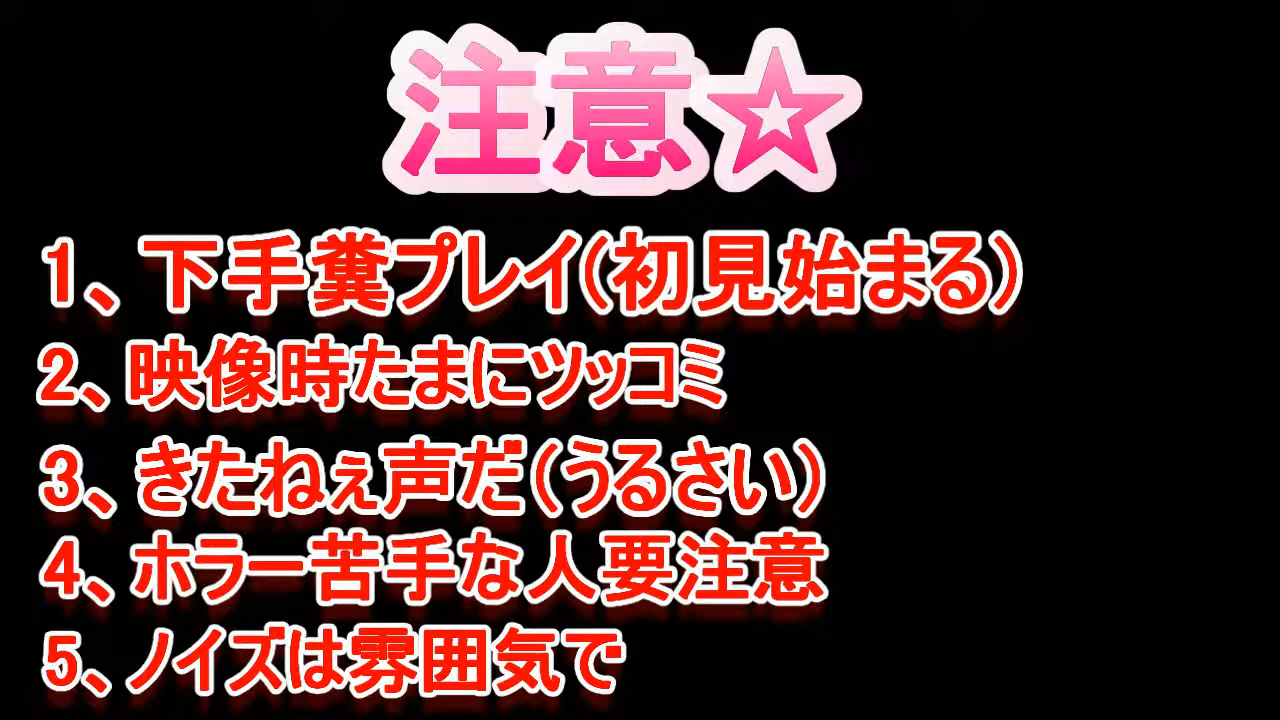 注意☆
1、下手糞プレイ(初見始まる)
2、映像時たまにツッコミ
3、きたねぇ声だ(うるさい)
4、ホラー苦手な人要注意
5、ノイズは雰囲気で